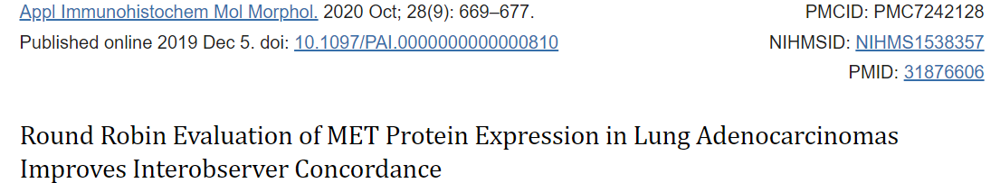 Appl Immunohistochem Mol Morphol. 2020 Oct; 28(9): 669–677.
PMCID: PMC7242128
Published online 2019 Dec 5. doi: 10.1097/PAI.0000000000000810
NIHMSID: NIHMS1538357
PMID: 31876606
Round Robin Evaluation of MET Protein Expression in Lung Adenocarcinomas
Improves Interobserver Concordance